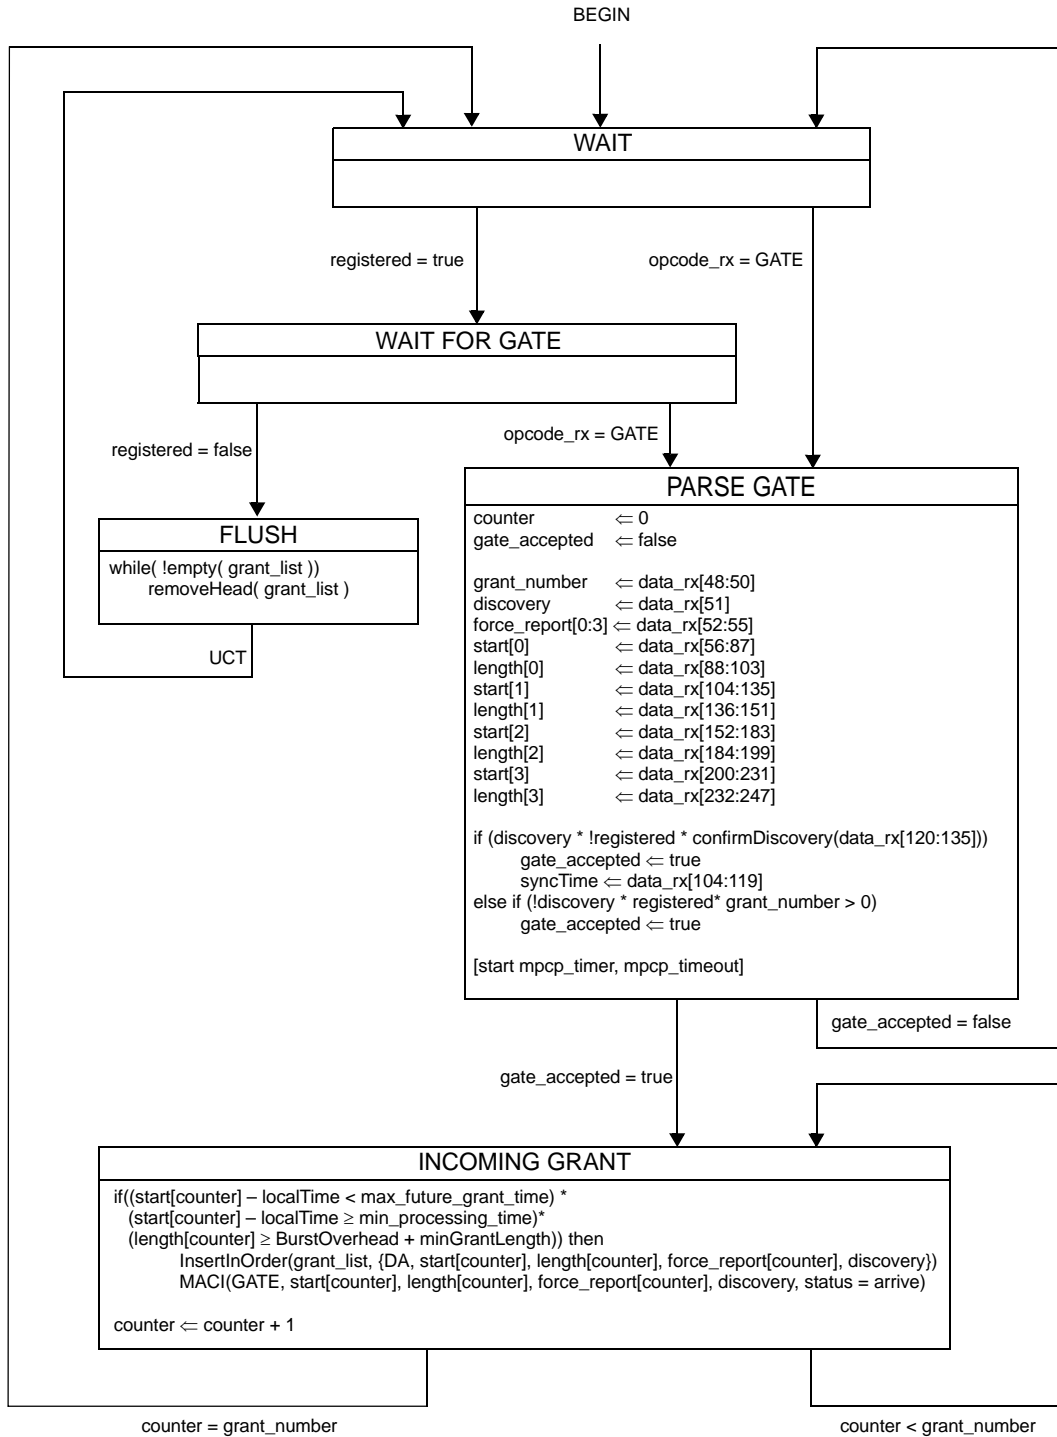 BEGIN
WAIT
registered = true
opcode_rx = GATE
WAIT FOR GATE
registered = false
opcode_rx = GATE
FLUSH
while( !empty( grant_list ))
removeHead( grant_list )
UCT
PARSE GATE
counter ⇐ 0
gate_accepted ⇐ false
grant_number ⇐ data_rx[48:50]
discovery ⇐ data_rx[51]
force_report[0:3] ⇐ data_rx[52:55]
start[0] ⇐ data_rx[56:87]
length[0] ⇐ data_rx[88:103]
start[1] ⇐ data_rx[104:135]
length[1] ⇐ data_rx[136:151]
start[2] ⇐ data_rx[152:183]
length[2] ⇐ data_rx[184:199]
start[3] ⇐ data_rx[200:231]
length[3] ⇐ data_rx[232:247]
if (discovery * !registered * confirmDiscovery(data_rx[120:135]))
gate_accepted ⇐ true
syncTime ⇐ data_rx[104:119]
else if (!discovery * registered* grant_number > 0)
gate_accepted ⇐ true
[start mpcp_timer, mpcp_timeout]
gate_accepted = false
gate_accepted = true
INCOMING GRANT
if((start[counter] – localTime < max_future_grant_time) *
(start[counter] – localTime ≥ min_processing_time)*
(length[counter] ≥ BurstOverhead + minGrantLength)) then
InsertInOrder(grant_list, {DA, start[counter], length[counter], force_report[counter], discovery})
MACI(GATE, start[counter], length[counter], force_report[counter], discovery, status = arrive)
counter ⇐ counter + 1
counter = grant_number
counter < grant_number